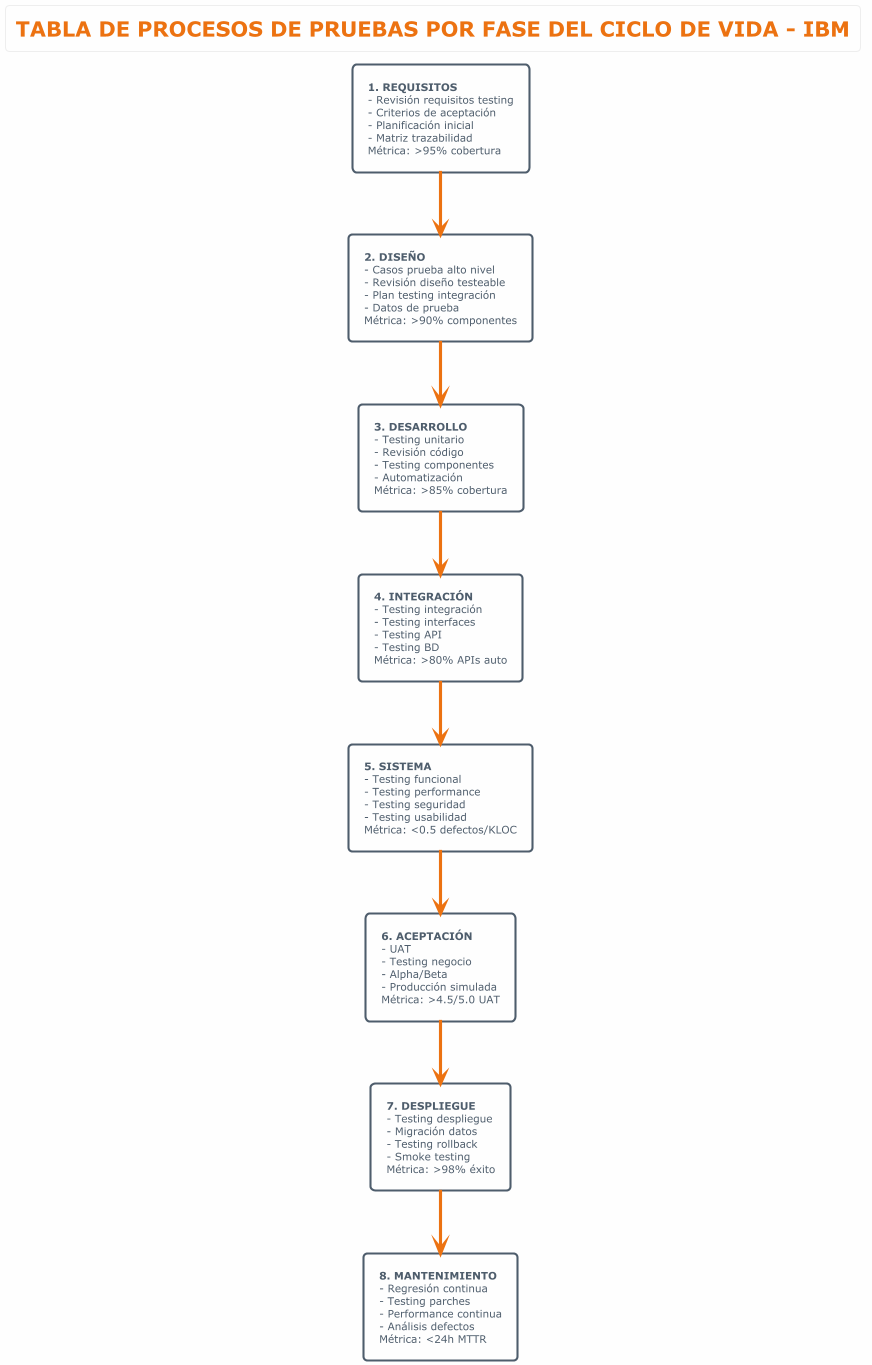 TABLA DE PROCESOS DE PRUEBAS POR FASE DEL CICLO DE VIDA - IBM
1. REQUISITOS
- Revisión requisitos testing
- Criterios de aceptación
- Planificación inicial
- Matriz trazabilidad
Métrica: >95% cobertura
2. DISEÑO
- Casos prueba alto nivel
- Revisión diseño testeable
- Plan testing integración
- Datos de prueba
Métrica: >90% componentes
3. DESARROLLO
- Testing unitario
- Revisión código
- Testing componentes
- Automatización
Métrica: >85% cobertura
4. INTEGRACIÓN
- Testing integración
- Testing interfaces
- Testing API
- Testing BD
Métrica: >80% APIs auto
5. SISTEMA
- Testing funcional
- Testing performance
- Testing seguridad
- Testing usabilidad
Métrica: <0.5 defectos/KLOC
6. ACEPTACIÓN
- UAT
- Testing negocio
- Alpha/Beta
- Producción simulada
Métrica: >4.5/5.0 UAT
7. DESPLIEGUE
- Testing despliegue
- Migración datos
- Testing rollback
- Smoke testing
Métrica: >98% éxito
8. MANTENIMIENTO
- Regresión continua
- Testing parches
- Performance continua
- Análisis defectos
Métrica: <24h MTTR